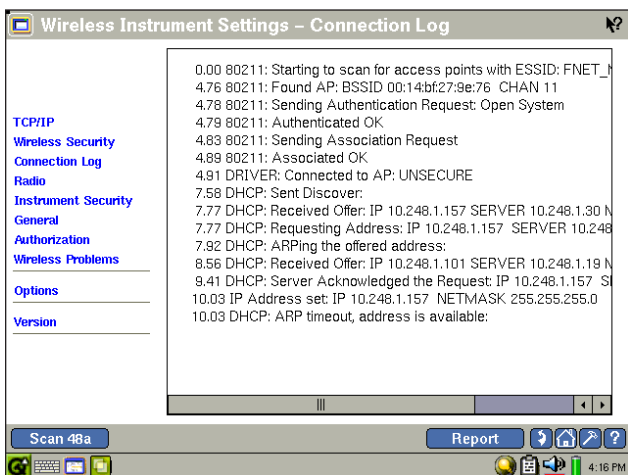 Wireless Instrument Settings – Connection Log
TCP/IP
Wireless Security
Connection Log
Radio
Instrument Security
General
Authorization
Wireless Problems
Options
Version
0.00 80211: Starting to scan for access points with ESSID: FNET_
4.76 80211: Found AP: BSSID 00:14:bf:27:9e:76 CHAN 11
4.78 80211: Sending Authentication Request: Open System
4.79 80211: Authenticated OK
4.83 80211: Sending Association Request
4.89 80211: Associated OK
4.91 DRIVER: Connected to AP: UNSECURE
7.58 DHCP: Sent Discover:
7.77 DHCP: Received Offer: IP 10.248.1.157 SERVER 10.248.1.30 N
7.77 DHCP: Requesting Address: IP 10.248.1.157 SERVER 10.248
7.92 DHCP: ARPing the offered address:
8.56 DHCP: Received Offer: IP 10.248.1.101 SERVER 10.248.1.19 N
9.41 DHCP: Server Acknowledged the Request: IP 10.248.1.157 S
10.03 IP Address set: IP 10.248.1.157 NETMASK 255.255.255.0
10.03 DHCP: ARP timeout, address is available:
Scan 48a
Report
?
4:16 PM